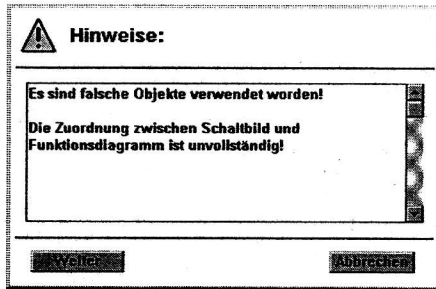 Hinweise:
Es sind falsche Objekte verwendet worden!
Die Zuordnung zwischen Schaltbild und
Funktionsdiagramm ist unvollständig!
Weiter
Abbrechen